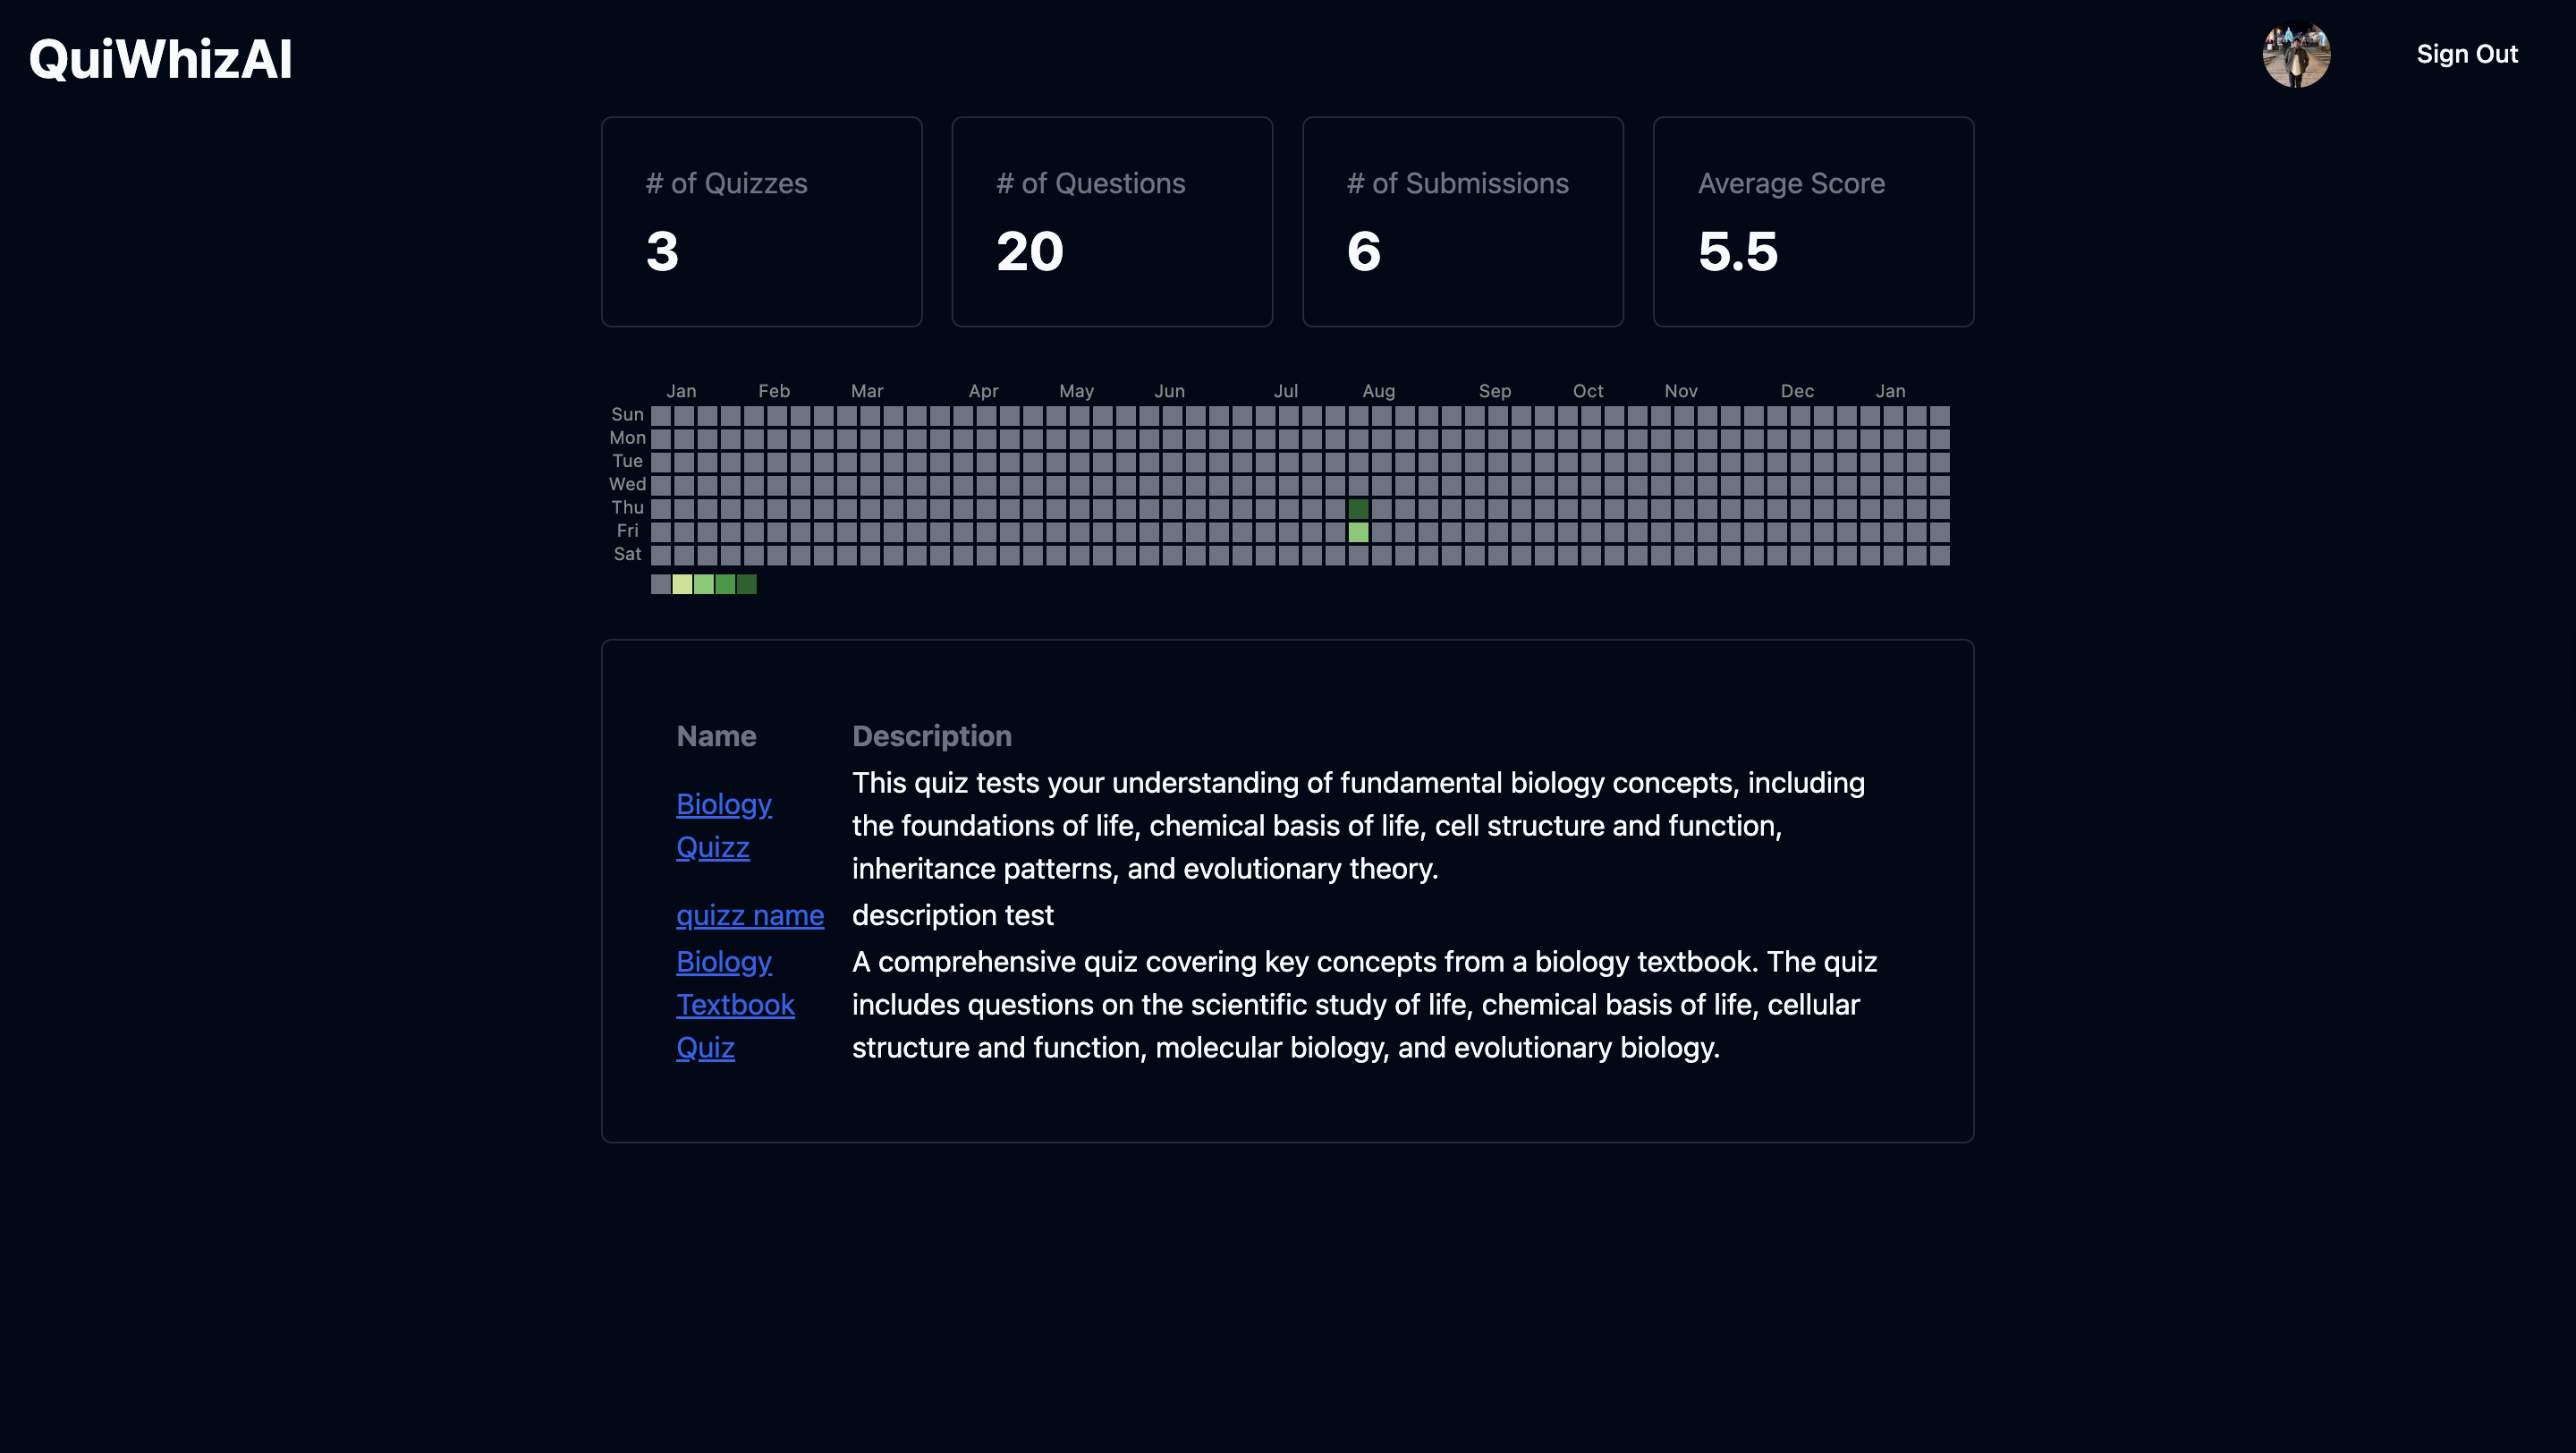 QuiWhizAI
Sign Out
# of Quizzes
3
# of Questions
20
# of Submissions
6
Average Score
5.5
Jan Feb Mar Apr May Jun Jul Aug Sep Oct Nov Dec Jan
Sun
Mon
Tue
Wed
Thu
Fri
Sat
Name Description
Biology
Quizz
This quiz tests your understanding of fundamental biology concepts, including
the foundations of life, chemical basis of life, cell structure and function,
inheritance patterns, and evolutionary theory.
quizz name
description test
Biology
Textbook
Quiz
A comprehensive quiz covering key concepts from a biology textbook. The quiz
includes questions on the scientific study of life, chemical basis of life, cellular
structure and function, molecular biology, and evolutionary biology.